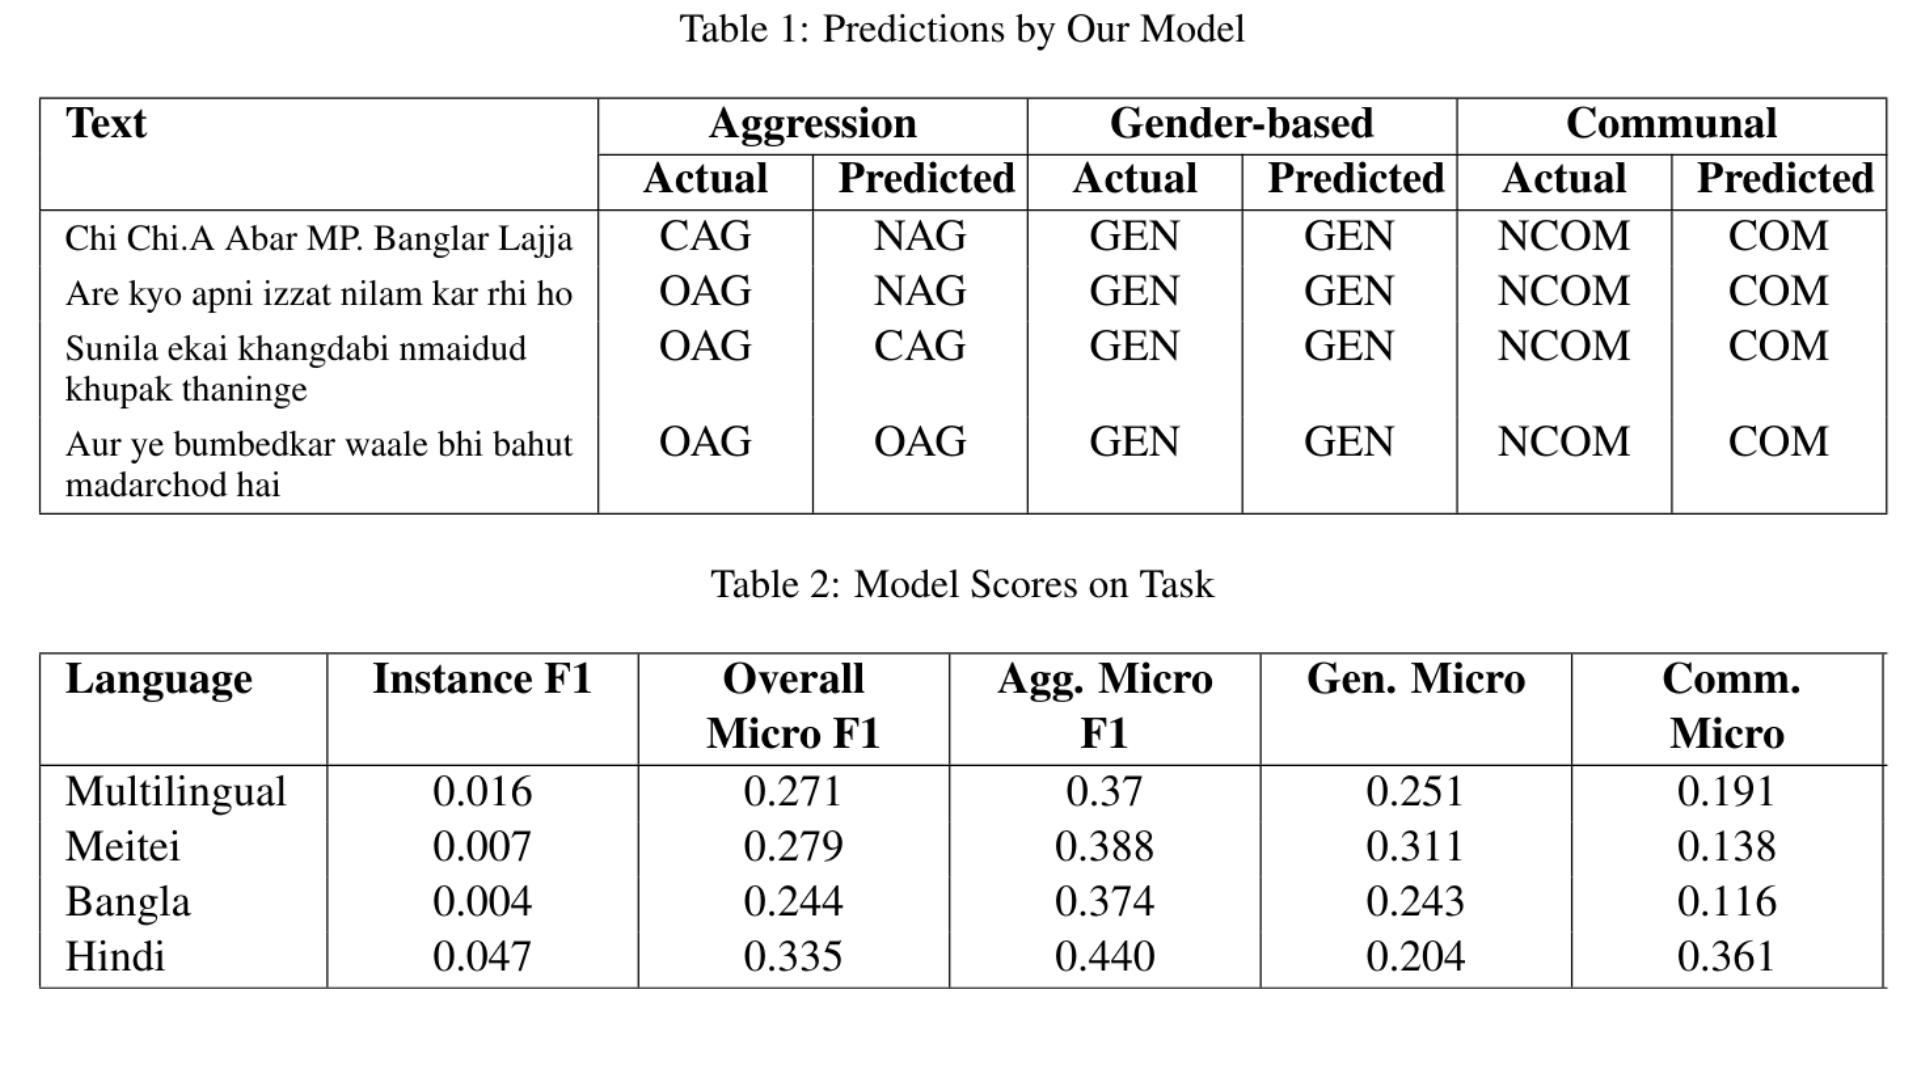 Table 1: Predictions by Our Model
Text Aggression Gender-based Communal
Actual Predicted Actual Predicted Actual Predicted
Chi Chi.A Abar MP. Banglar Lajja CAG NAG GEN GEN NCOM COM
Are kyo apni izzat nilam kar rhi ho OAG NAG GEN GEN NCOM COM
Sunila ekai khangdabi nmaidud OAG CAG GEN GEN NCOM COM
khupak thaninge
Aur ye bumbedkar waale bhi bahut OAG OAG GEN GEN NCOM COM
madarchod hai
Table 2: Model Scores on Task
Language Instance F1 Overall Agg. Micro Gen. Micro Comm.
Micro F1 F1 Micro
Multilingual 0.016 0.271 0.37 0.251 0.191
Meitei 0.007 0.279 0.388 0.311 0.138
Bangla 0.004 0.244 0.374 0.243 0.116
Hindi 0.047 0.335 0.440 0.204 0.361